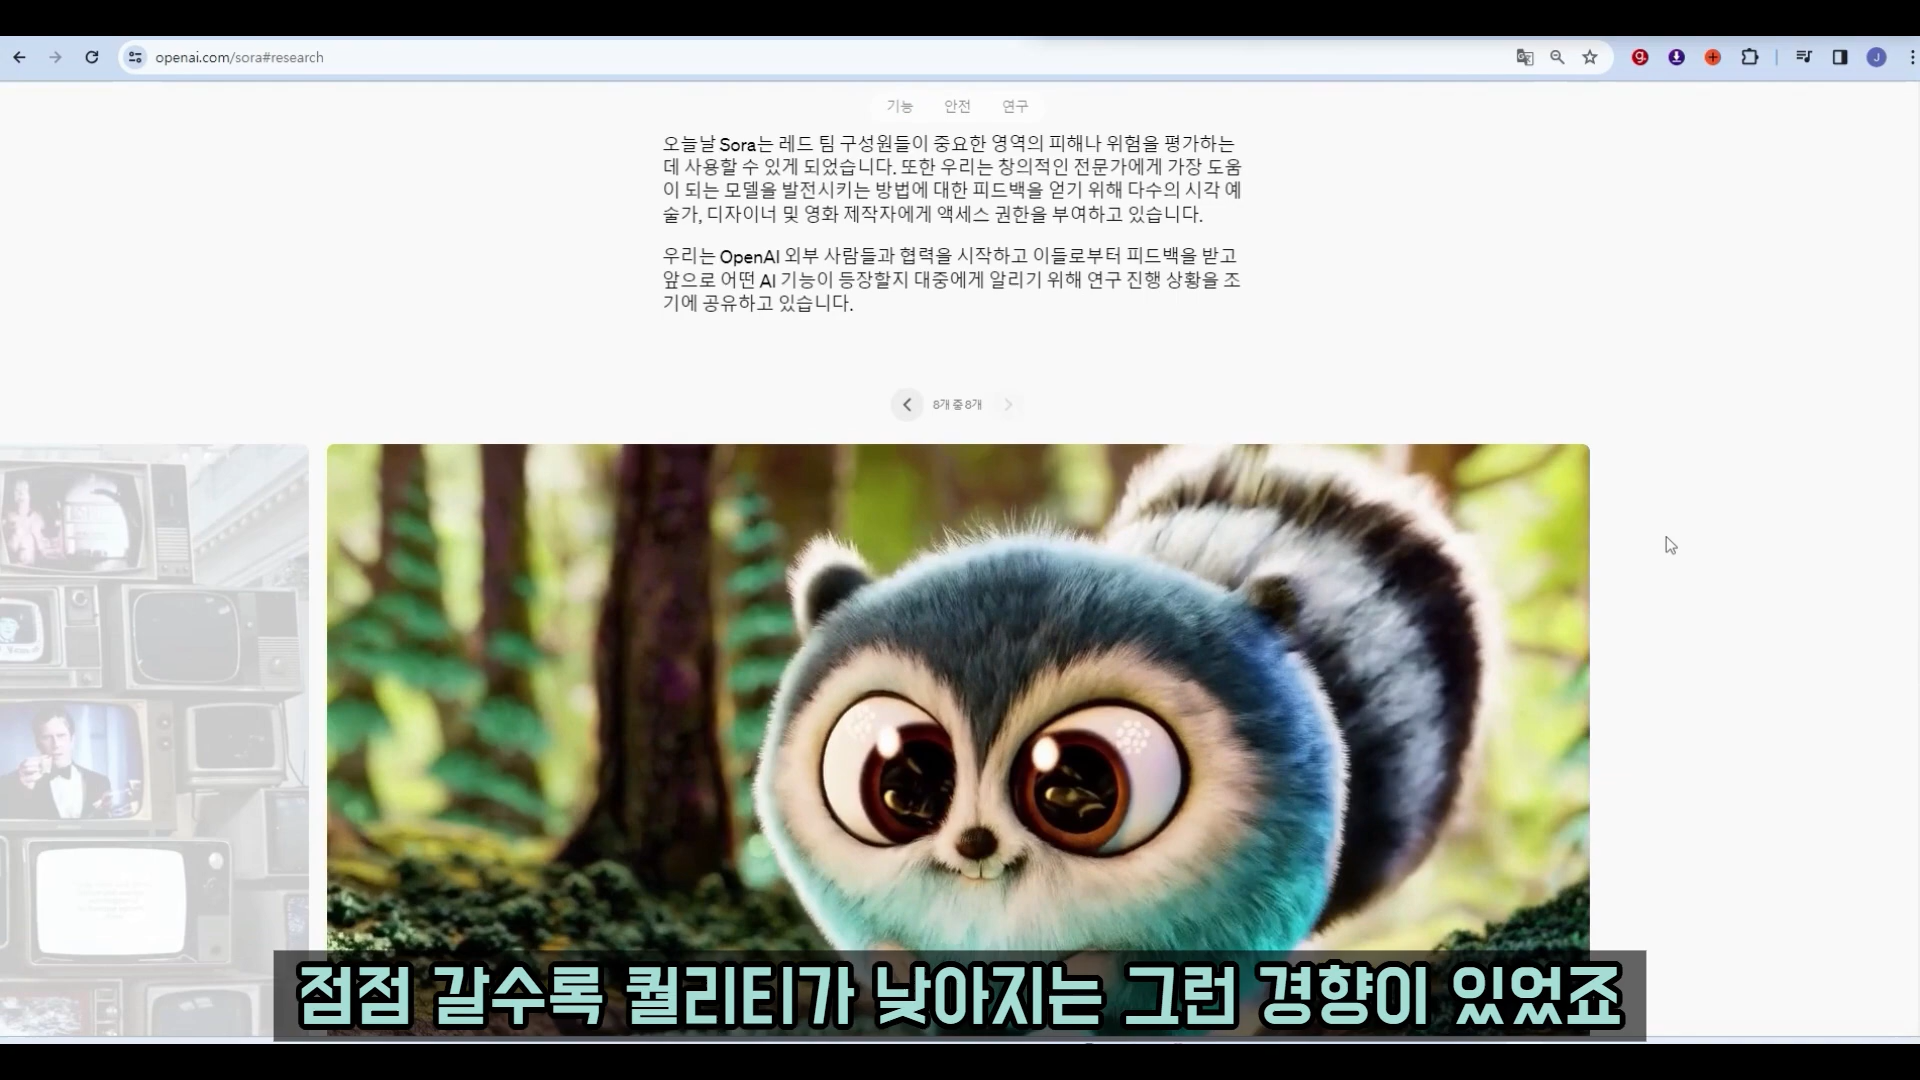 openai.com/sora#research
기능 안전 연구
오늘날 Sora는 레드 팀 구성원들이 중요한 영역의 피해나 위험을 평가하는
데 사용할 수 있게 되었습니다. 또한 우리는 창의적인 전문가에게 가장 도움
이 되는 모델을 발전시키는 방법에 대한 피드백을 얻기 위해 다수의 시각 예
술가, 디자이너 및 영화 제작자에게 액세스 권한을 부여하고 있습니다.
우리는 OpenAI 외부 사람들과 협력을 시작하고 이들로부터 피드백을 받고
앞으로 어떤 AI 기능이 등장할지 대중에게 알리기 위해 연구 진행 상황을 조
기에 공유하고 있습니다.
8개 중 8개
점점 갈수록 퀄리티가 낮아지는 그런 경향이 있었죠